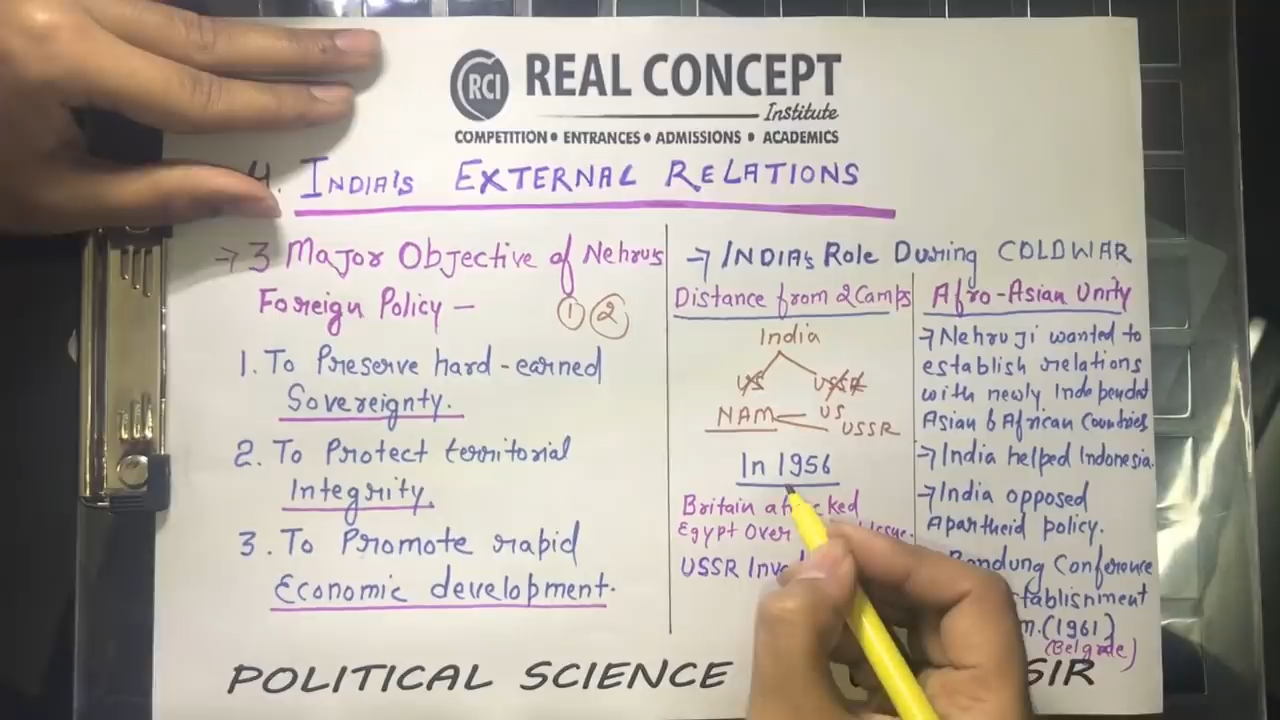 RCI REAL CONCEPT
Institute
COMPETITION • ENTRANCES • ADMISSIONS • ACADEMICS
4. INDIA'S EXTERNAL RELATIONS
→ 3 Major Objective of Nehru's
Foreign Policy — ① ②
1. To Preserve hard-earned
Sovereignty.
2. To Protect territorial
Integrity.
3. To Promote rapid
Economic development.
→ INDIA's Role During COLDWAR
Distance from 2 Camps
India
US USSR
NAM US
USSR
In 1956
Britain attacked
Egypt Over Issue.
USSR
Afro-Asian Unity
→ Nehru Ji wanted to
establish relations
with newly Independent
Asian & African Countries
→ India helped Indonesia.
→ India opposed
Apartheid policy.
Bandung Conference
(1961)
(Belgrade)
POLITICAL SCIENCE SIR